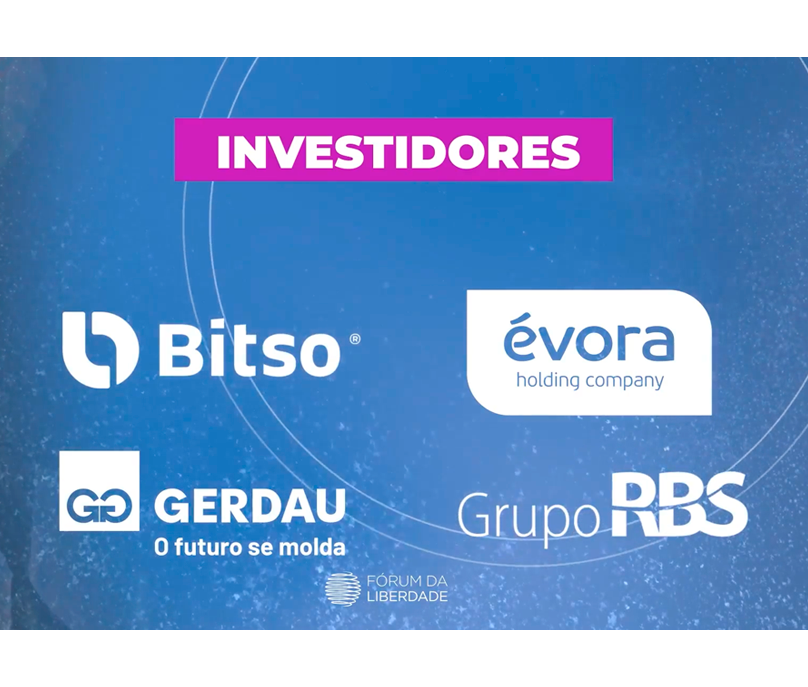 INVESTIDORES
Bitso®
évora
holding company
GERDAU
O futuro se molda
Grupo RBS
FÓRUM DA
LIBERDADE